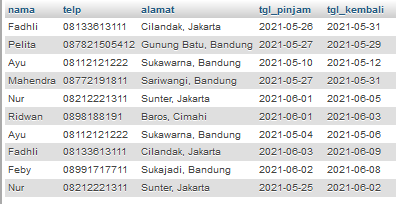 nama telp alamat tgl_pinjam tgl_kembali
Fadhli 08133613111 Cilandak, Jakarta 2021-05-26 2021-05-31
Pelita 087821505412 Gunung Batu, Bandung 2021-05-27 2021-05-29
Ayu 08112121222 Sukawarna, Bandung 2021-05-10 2021-05-12
Mahendra 08772191811 Sariwangi, Bandung 2021-05-27 2021-05-31
Nur 08212221311 Sunter, Jakarta 2021-06-01 2021-06-05
Ridwan 0898188191 Baros, Cimahi 2021-06-01 2021-06-03
Ayu 08112121222 Sukawarna, Bandung 2021-05-04 2021-05-06
Fadhli 08133613111 Cilandak, Jakarta 2021-06-03 2021-06-09
Feby 08991717711 Sukajadi, Bandung 2021-06-02 2021-06-08
Nur 08212221311 Sunter, Jakarta 2021-05-25 2021-06-02